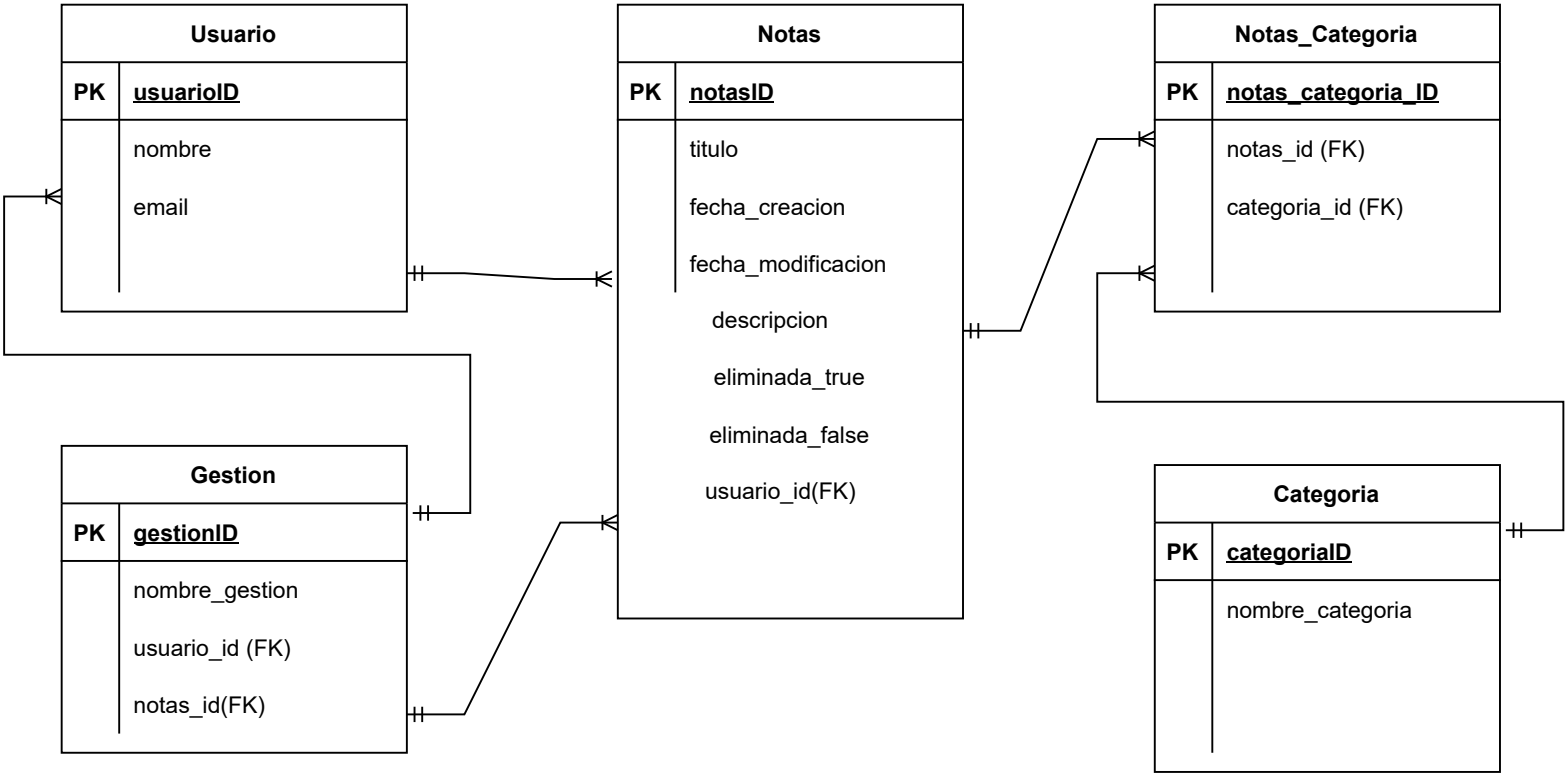 Usuario
PK usuarioID
nombre
email
Notas
PK notasID
titulo
fecha_creacion
fecha_modificacion
descripcion
eliminada_true
eliminada_false
usuario_id(FK)
Notas_Categoria
PK notas_categoria_ID
notas_id (FK)
categoria_id (FK)
Gestion
PK gestionID
nombre_gestion
usuario_id (FK)
notas_id(FK)
Categoria
PK categoriaID
nombre_categoria